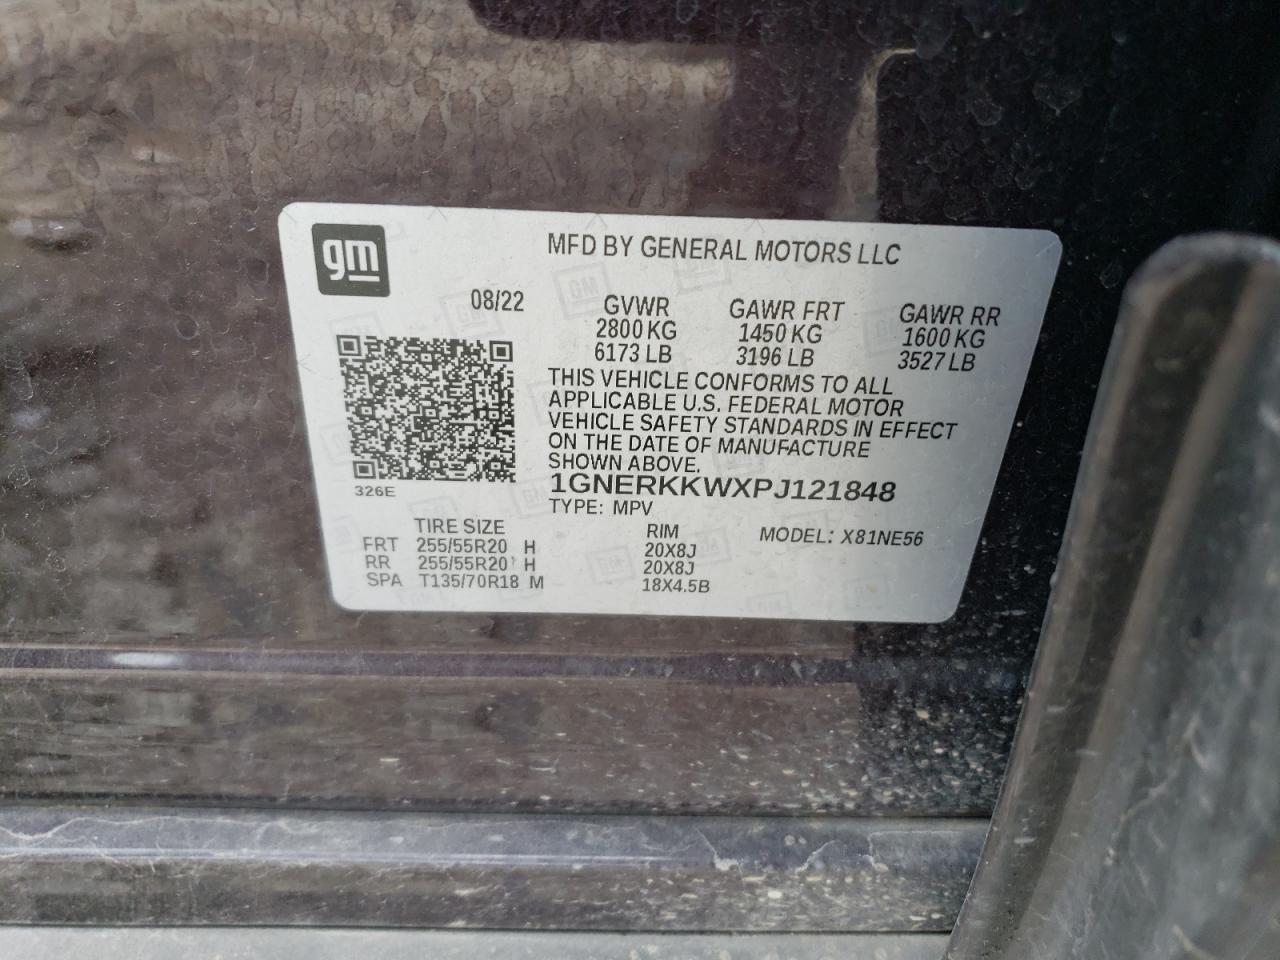 gm
MFD BY GENERAL MOTORS LLC
08/22 GVWR GAWR FRT GAWR RR
2800 KG 1450 KG 1600 KG
6173 LB 3196 LB 3527 LB
THIS VEHICLE CONFORMS TO ALL
APPLICABLE U.S. FEDERAL MOTOR
VEHICLE SAFETY STANDARDS IN EFFECT
ON THE DATE OF MANUFACTURE
SHOWN ABOVE.
326E 1GNERKKWXPJ121848
TYPE: MPV
TIRE SIZE RIM MODEL: X81NE56
FRT 255/55R20 H 20X8J
RR 255/55R20 H 20X8J
SPA T135/70R18 M 18X4.5B